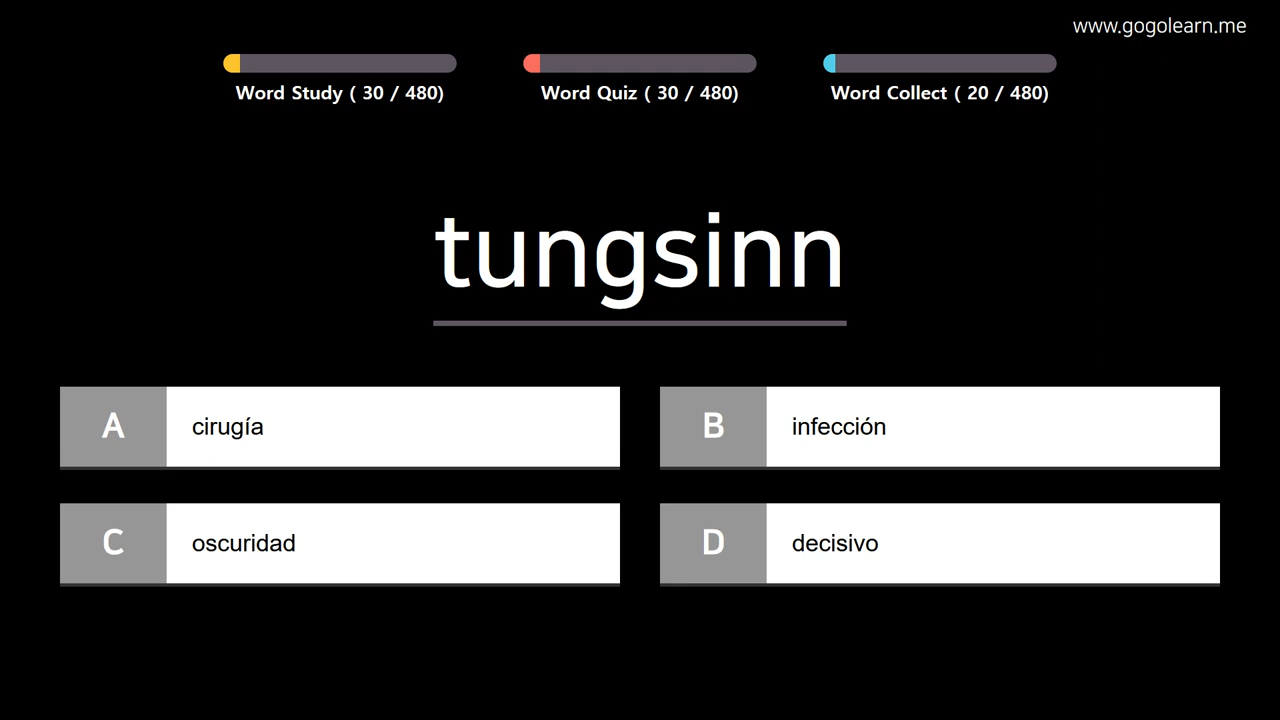 www.gogolearn.me
Word Study ( 30 / 480)
Word Quiz ( 30 / 480)
Word Collect ( 20 / 480)
tungsinn
A cirugía
B infección
C oscuridad
D decisivo